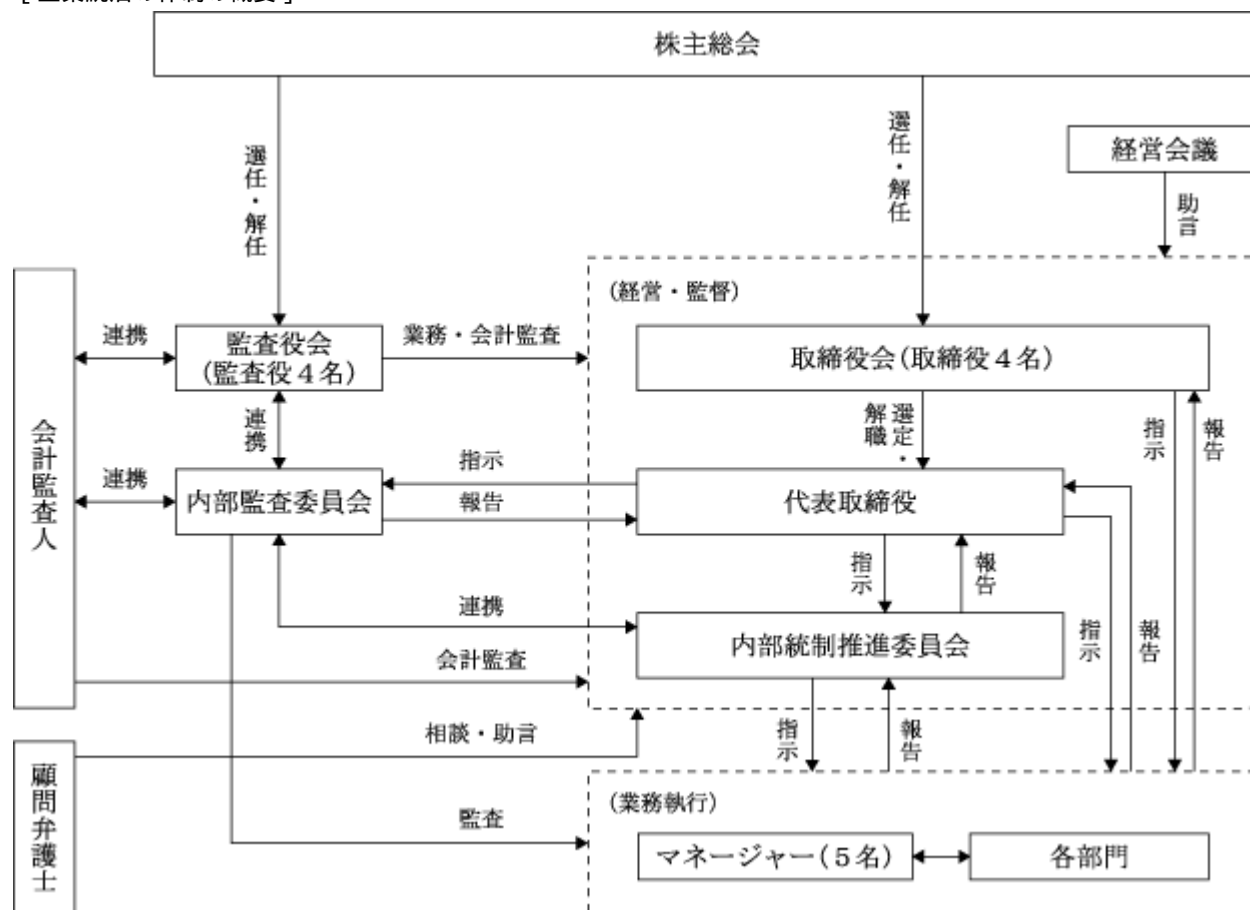 株主総会
選任・解任
選任・解任
経営会議
助言
(経営・監督)
連携
監査役会
(監査役4名)
業務・会計監査
取締役会(取締役4名)
連携
選定・
解職
指示
報告
会計監査人
連携
内部監査委員会
指示
報告
代表取締役
指示
報告
連携
内部統制推進委員会
指示
報告
会計監査
相談・助言
指示
報告
顧問弁護士
(業務執行)
監査
マネージャー(5名)
各部門